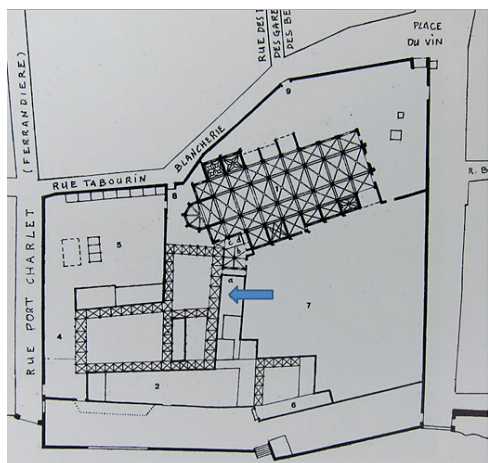 RUE DES
DES GARE
DES BE
PLACE
DU VIN
(FERRANDIERE)
BLANCHERIE
9
RUE TABOURIN
8
1
R. B
5
c d
b
a
RUE PORT CHARLET
7
4
2
6